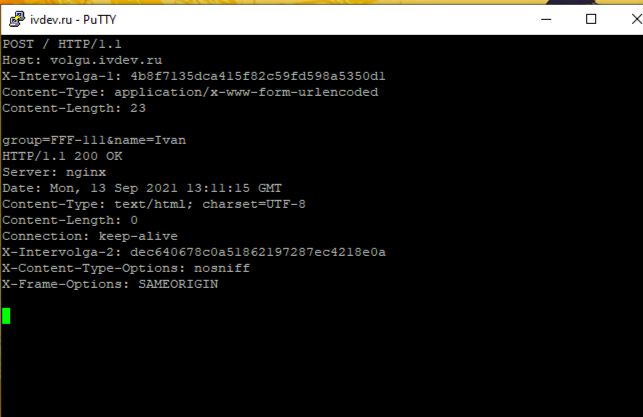 ivdev.ru - PuTTY
POST / HTTP/1.1
Host: volgu.ivdev.ru
X-Intervolga-1: 4b8f7135dca415f82c59fd598a5350d1
Content-Type: application/x-www-form-urlencoded
Content-Length: 23

group=FFF-111&name=Ivan
HTTP/1.1 200 OK
Server: nginx
Date: Mon, 13 Sep 2021 13:11:15 GMT
Content-Type: text/html; charset=UTF-8
Content-Length: 0
Connection: keep-alive
X-Intervolga-2: dec640678c0a51862197287ec4218e0a
X-Content-Type-Options: nosniff
X-Frame-Options: SAMEORIGIN